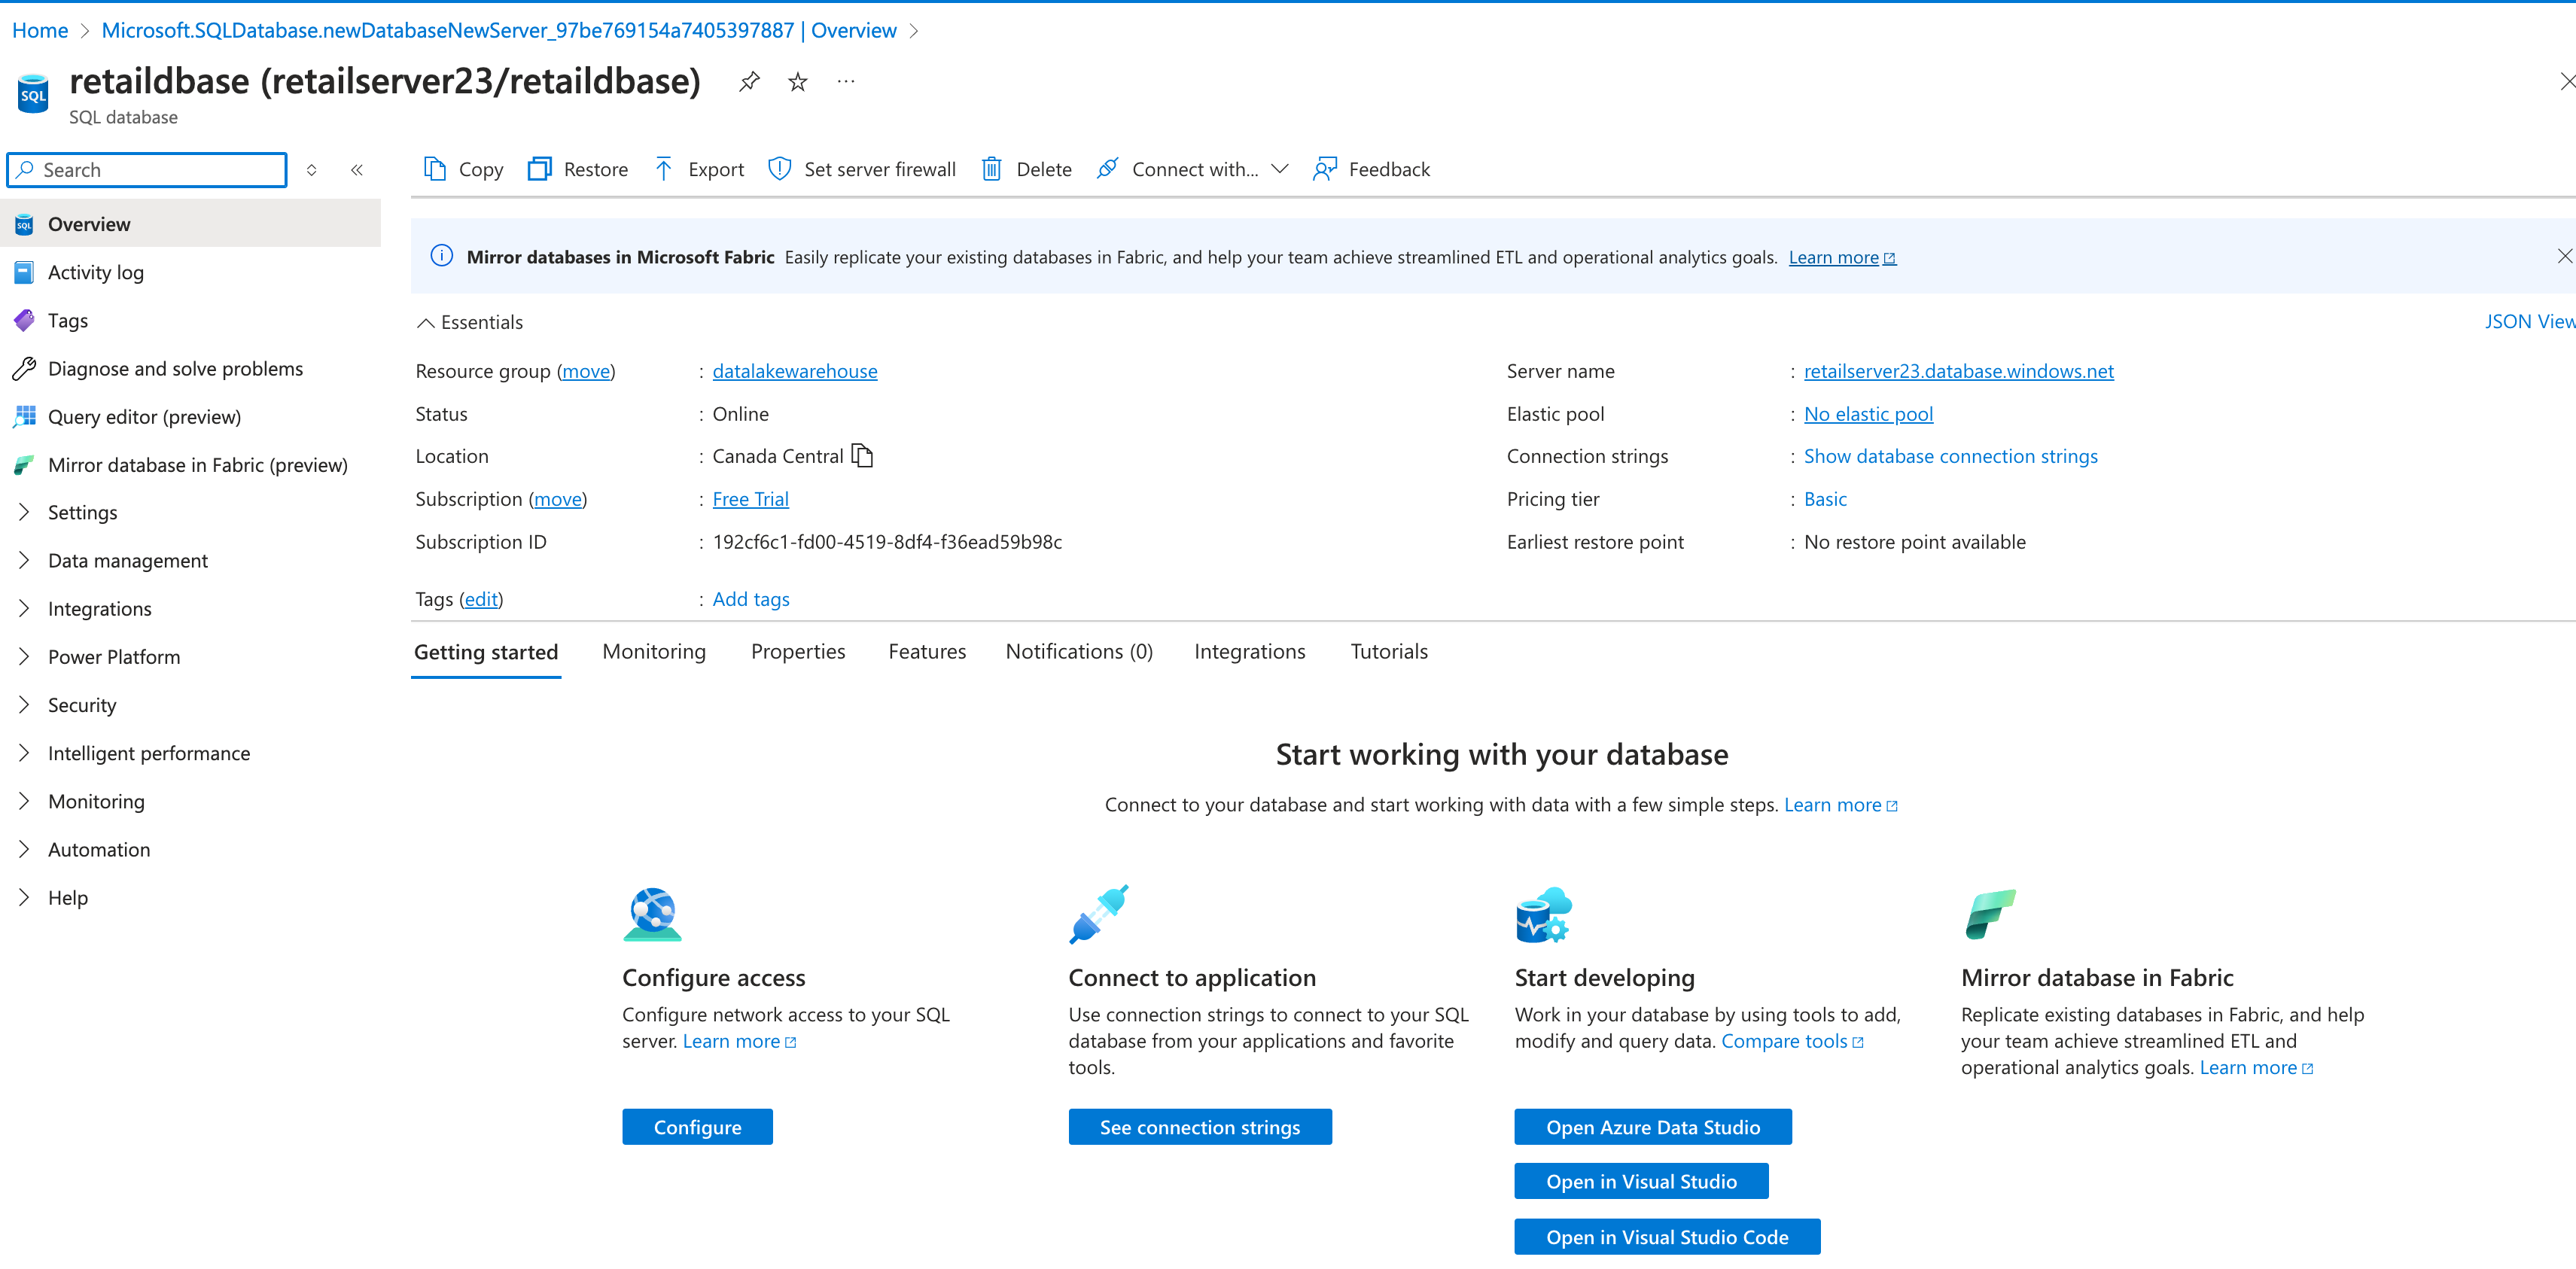 Home > Microsoft.SQLDatabase.newDatabaseNewServer_97be769154a7405397887 | Overview >
SQL
retaildbase (retailserver23/retaildbase)
SQL database
Search
Copy Restore Export Set server firewall Delete Connect with... Feedback
Overview
Activity log
Tags
Diagnose and solve problems
Query editor (preview)
Mirror database in Fabric (preview)
Settings
Data management
Integrations
Power Platform
Security
Intelligent performance
Monitoring
Automation
Help
Mirror databases in Microsoft Fabric Easily replicate your existing databases in Fabric, and help your team achieve streamlined ETL and operational analytics goals. Learn more
Essentials
JSON View
Resource group (move) : datalakewarehouse
Status : Online
Location : Canada Central
Subscription (move) : Free Trial
Subscription ID : 192cf6c1-fd00-4519-8df4-f36ead59b98c
Tags (edit) : Add tags
Server name : retailserver23.database.windows.net
Elastic pool : No elastic pool
Connection strings : Show database connection strings
Pricing tier : Basic
Earliest restore point : No restore point available
Getting started Monitoring Properties Features Notifications (0) Integrations Tutorials
Start working with your database
Connect to your database and start working with data with a few simple steps. Learn more
Configure access
Configure network access to your SQL
server. Learn more
Configure
Connect to application
Use connection strings to connect to your SQL
database from your applications and favorite
tools.
See connection strings
Start developing
Work in your database by using tools to add,
modify and query data. Compare tools
Open Azure Data Studio
Open in Visual Studio
Open in Visual Studio Code
Mirror database in Fabric
Replicate existing databases in Fabric, and help
your team achieve streamlined ETL and
operational analytics goals. Learn more